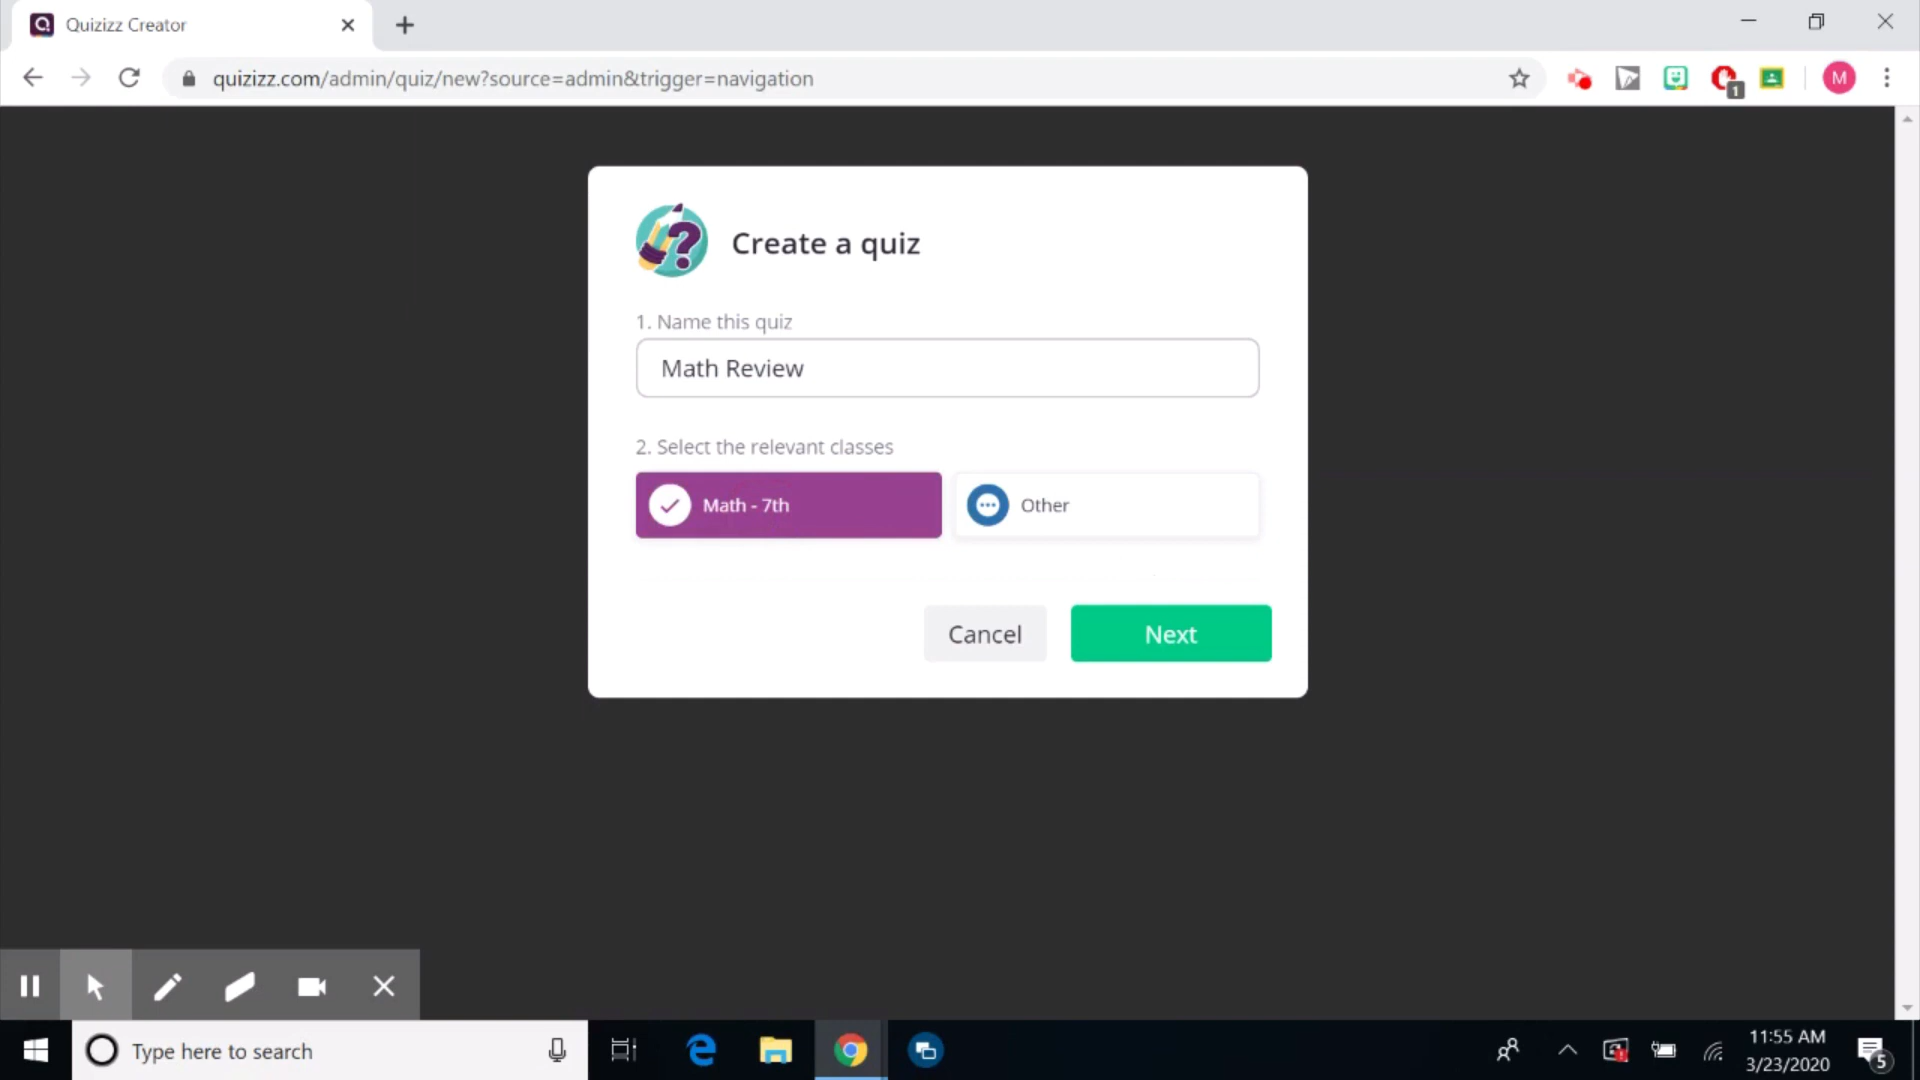 Quizizz Creator
quizizz.com/admin/quiz/new?source=admin&trigger=navigation
1
M
Create a quiz
1. Name this quiz
Math Review
2. Select the relevant classes
Math - 7th
Other
Cancel
Next
Type here to search
11:55 AM
3/23/2020
5